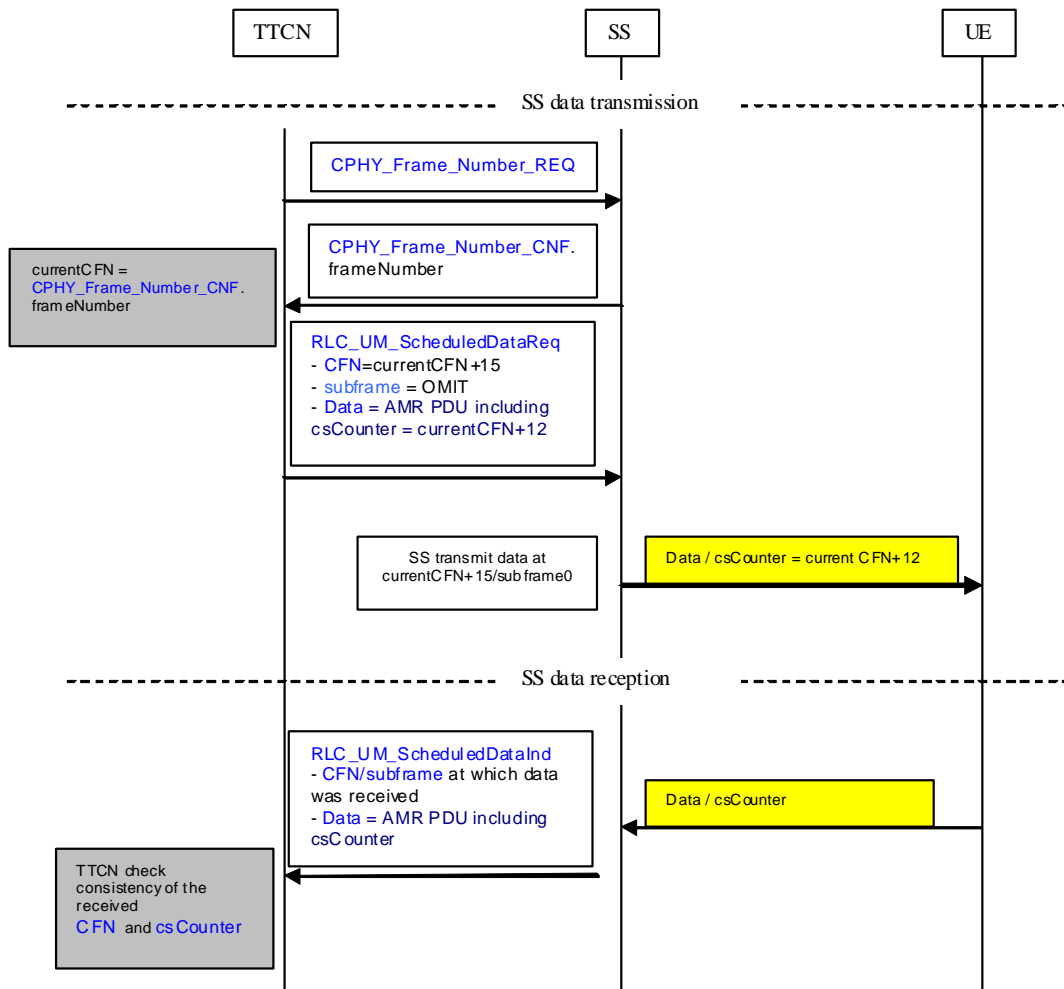 TTCN
SS
UE
SS data transmission
CPHY_Frame_Number_REQ
CPHY_Frame_Number_CNF.
frameNumber
currentCFN =
CPHY_Frame_Number_CNF.
frameNumber
RLC_UM_ScheduledDataReq
- CFN=currentCFN+15
- subframe = OMIT
- Data = AMR PDU including
csCounter = currentCFN+12
SS transmit data at
currentCFN+15/subframe0
Data / csCounter = current CFN+12
SS data reception
RLC_UM_ScheduledDataInd
- CFN/subframe at which data
was received
- Data = AMR PDU including
csCounter
Data / csCounter
TTCN check
consistency of the
received
CFN and csCounter